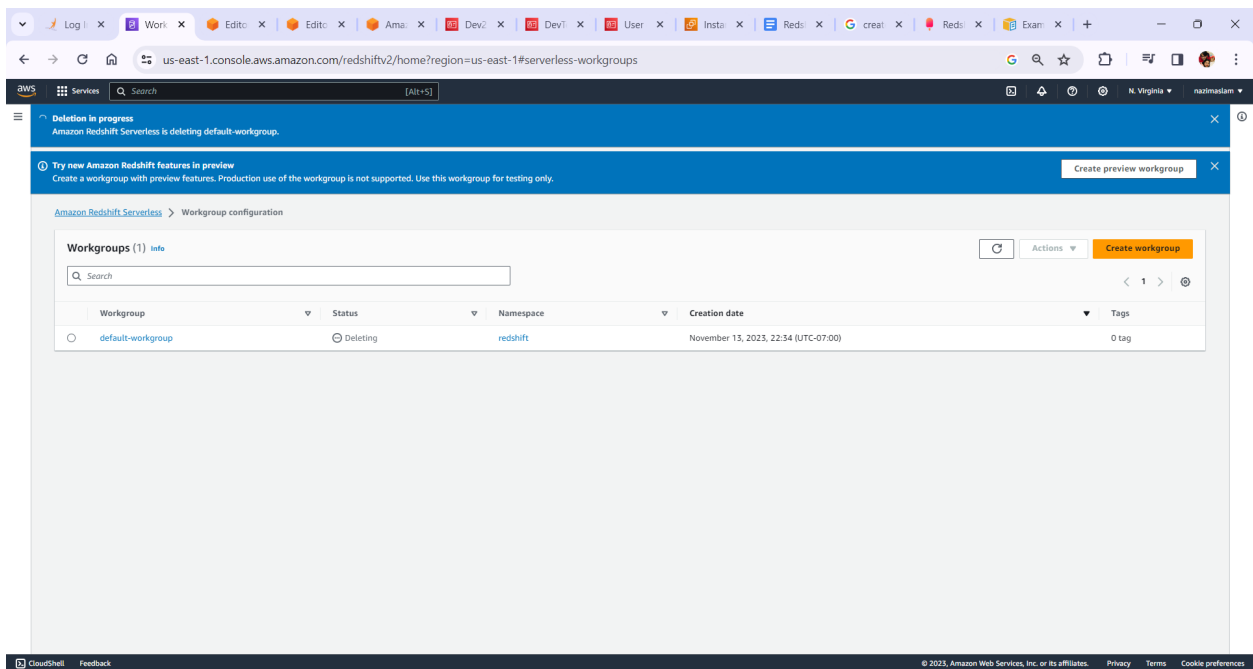 Log I
Work
Edito
Edito
Ama:
Dev2
DevT
User
Insta
Reds
creat
Reds
Exam
us-east-1.console.aws.amazon.com/redshiftv2/home?region=us-east-1#serverless-workgroups
aws Services Search [Alt+S] N. Virginia nazimaslam
Deletion in progress
Amazon Redshift Serverless is deleting default-workgroup.
Try new Amazon Redshift features in preview
Create a workgroup with preview features. Production use of the workgroup is not supported. Use this workgroup for testing only.
Create preview workgroup
Amazon Redshift Serverless > Workgroup configuration
Workgroups (1) Info
Actions Create workgroup
Search
1
Workgroup Status Namespace Creation date Tags
default-workgroup Deleting redshift November 13, 2023, 22:34 (UTC-07:00) 0 tag
CloudShell Feedback © 2023, Amazon Web Services, Inc. or its affiliates. Privacy Terms Cookie preferences